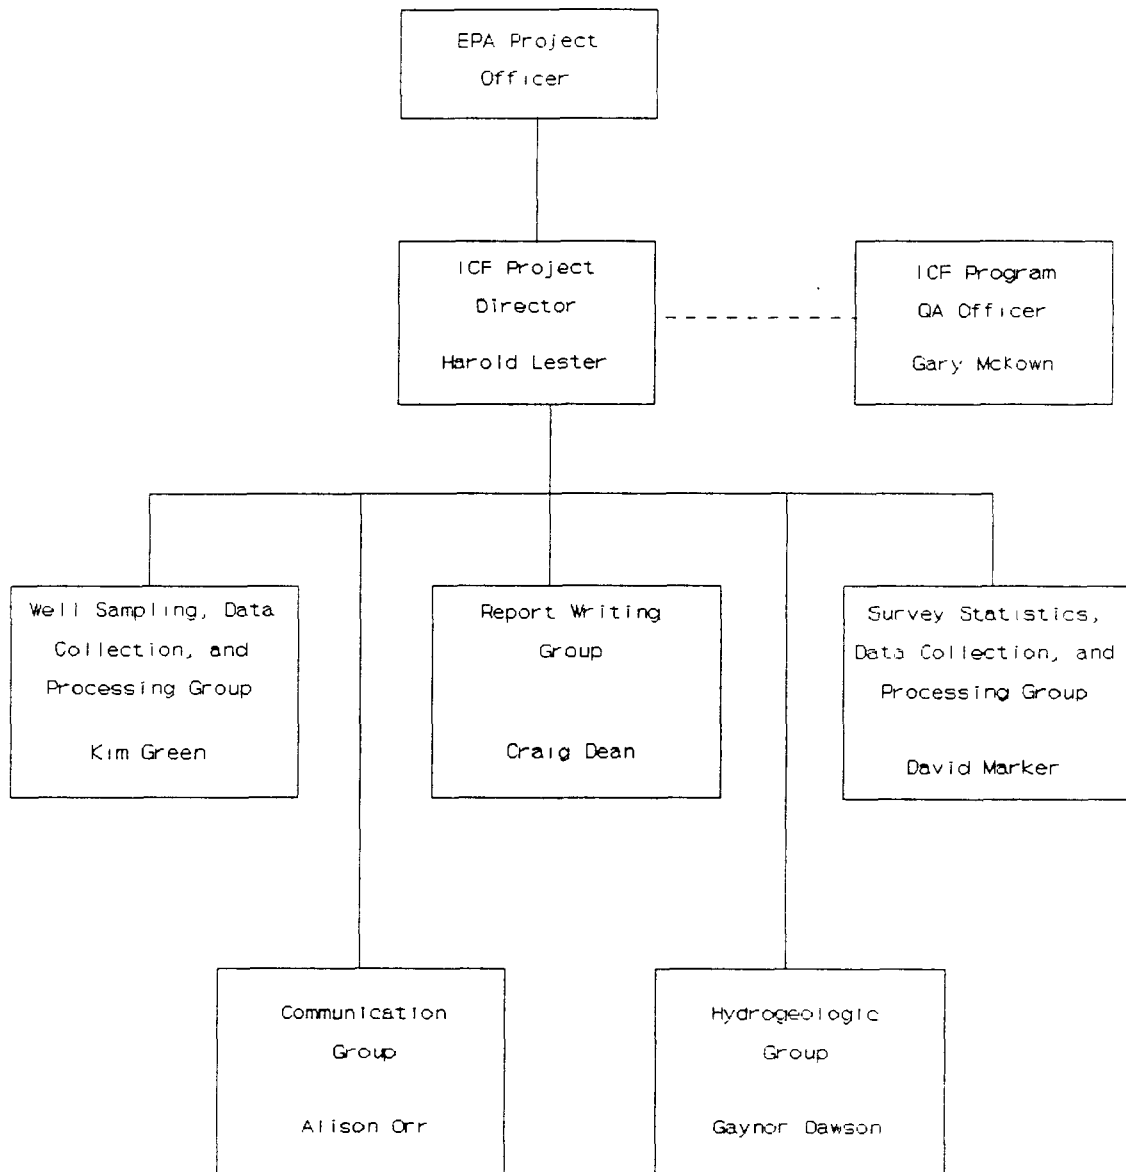 EPA Project
Officer
ICF Project
Director
Harold Lester
ICF Program
QA Officer
Gary McKown
Well Sampling, Data
Collection, and
Processing Group
Kim Green
Report Writing
Group
Craig Dean
Survey Statistics,
Data Collection, and
Processing Group
David Marker
Communication
Group
Alison Orr
Hydrogeologic
Group
Gaynor Dawson